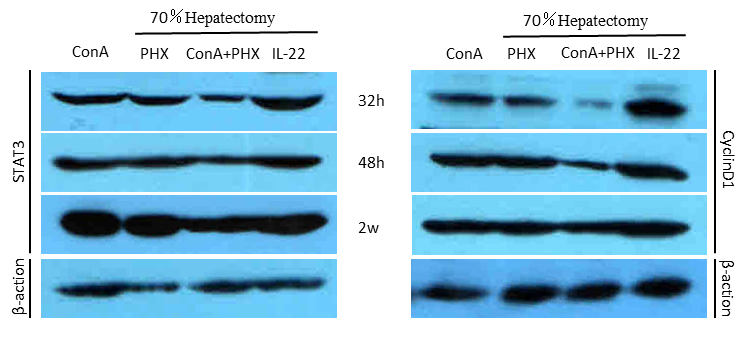 70%Hepatectomy
ConA PHX ConA+PHX IL-22
STAT3
β-action
32h
48h
2w
70%Hepatectomy
ConA PHX ConA+PHX IL-22
CyclinD1
β-action